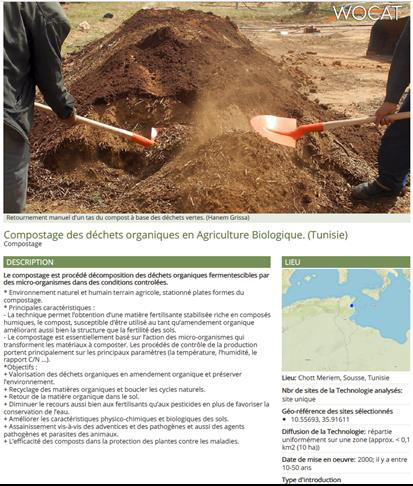 WOCAT
Retournement manuel d'un tas du compost à base des déchets vertes. (Hanem Grissa)
Compostage des déchets organiques en Agriculture Biologique. (Tunisie)
Compostage
DESCRIPTION
Le compostage est procédé décomposition des déchets organiques fermentescibles par
des micro-organismes dans des conditions controlées.
* Environnement naturel et humain terrain agricole, stationné plates formes du
compostage.
* Principales charactéristiques :
- La technique permet l'obtention d'une matière fertilisante stabilisée riche en composés
humiques, le compost, susceptible d'être utilisé au tant qu'amendement organique
améliorant aussi bien la structure que la fertilité des sols.
- Le compostage est essentiellement basé sur l'action des micro-organismes qui
transforment les matériaux à composter. Les procédés de contrôle de la production
portent principalement sur les principaux paramètres (la température, l'humidité, le
rapport C/N ...).
*Objectifs :
+ Valorisation des déchets organiques en amendement organique et préserver
l'environnement.
+ Recyclage des matières organiques et boucler les cycles naturels.
+ Retour de la matière organique dans le sol.
+ Diminuer le recours aussi bien aux fertilisants qu'aux pesticides en plus de favoriser la
conservation de l'eau.
+ Améliorer les caractéristiques physico-chimiques et biologiques des sols.
+ Assainissement vis-à-vis des adventices et des pathogènes et aussi des agents
pathogènes et parasites des animaux.
+ L'efficacité des composts dans la protection des plantes contre les maladies.
LIEU
Lieu: Chott Meriem, Sousse, Tunisie
Nbr de sites de la Technologie analysés:
site unique
Géo-référence des sites sélectionnés
• 10.55693, 35.91611
Diffusion de la Technologie: répartie
uniformément sur une zone (approx. < 0,1
km2 (10 ha))
Date de mise en oeuvre: 2000; il y a entre
10-50 ans
Type d'introduction